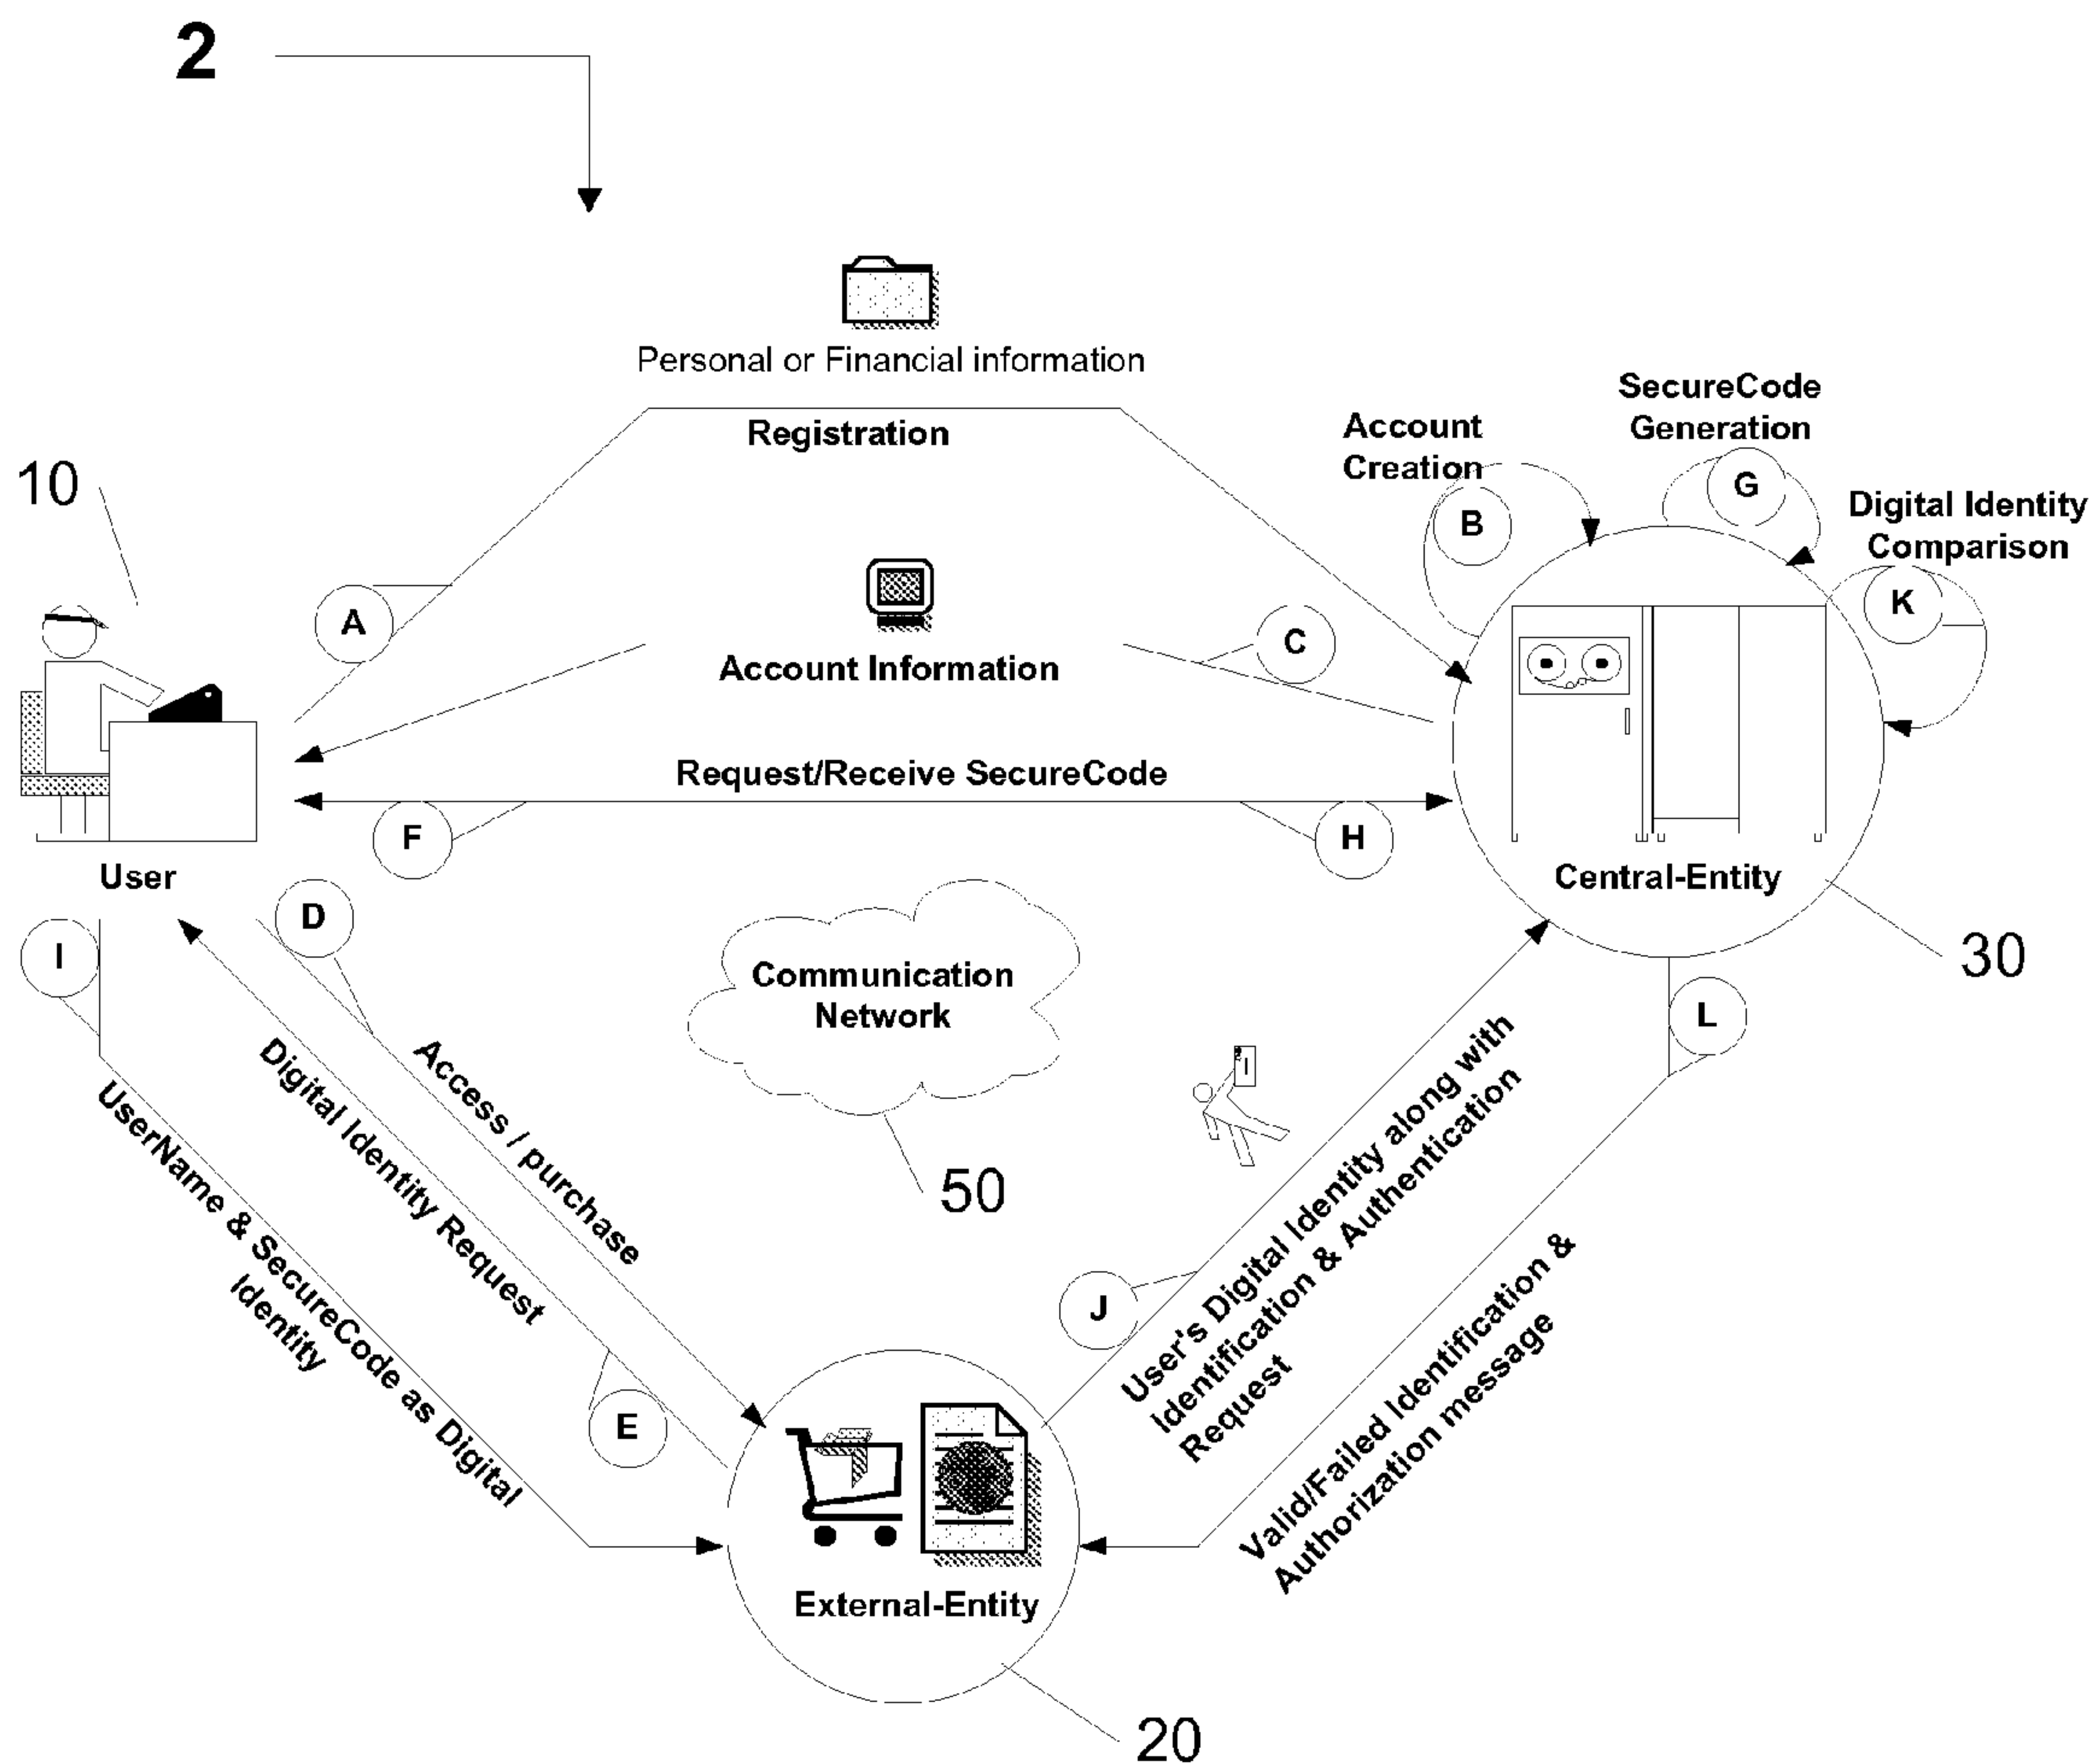 2
Personal or Financial information
Registration
SecureCode
Generation
Account
Creation
G
Digital Identity
Comparison
10
B
K
A
C
Account Information
Request/Receive SecureCode
F
H
User
Central-Entity
D
I
30
Communication
Network
L
50
Access / purchase
Digital Identity Request
UserName & SecureCode as Digital
Identity
J
User's Digital Identity along with
Identification & Authentication
Request
Valid/Failed Identification &
Authorization message
E
External-Entity
20